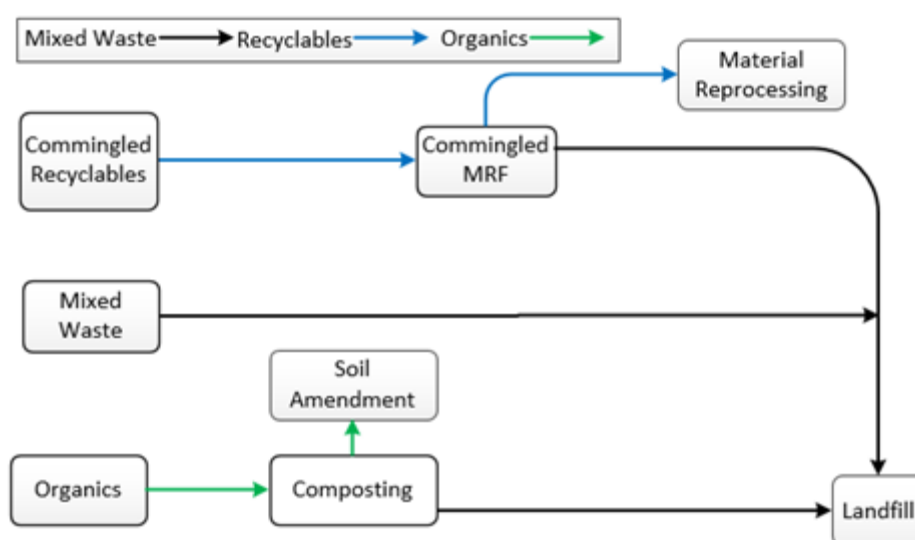 Mixed Waste Recyclables Organics
Material
Reprocessing
Commingled
Recyclables
Commingled
MRF
Mixed
Waste
Soil
Amendment
Organics
Composting
Landfill